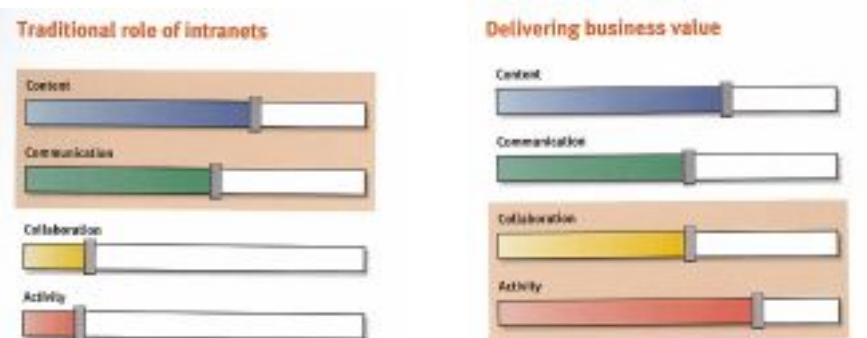 Traditional role of intranets
Content
Communication
Collaboration
Activity
Delivering business value
Content
Communication
Collaboration
Activity